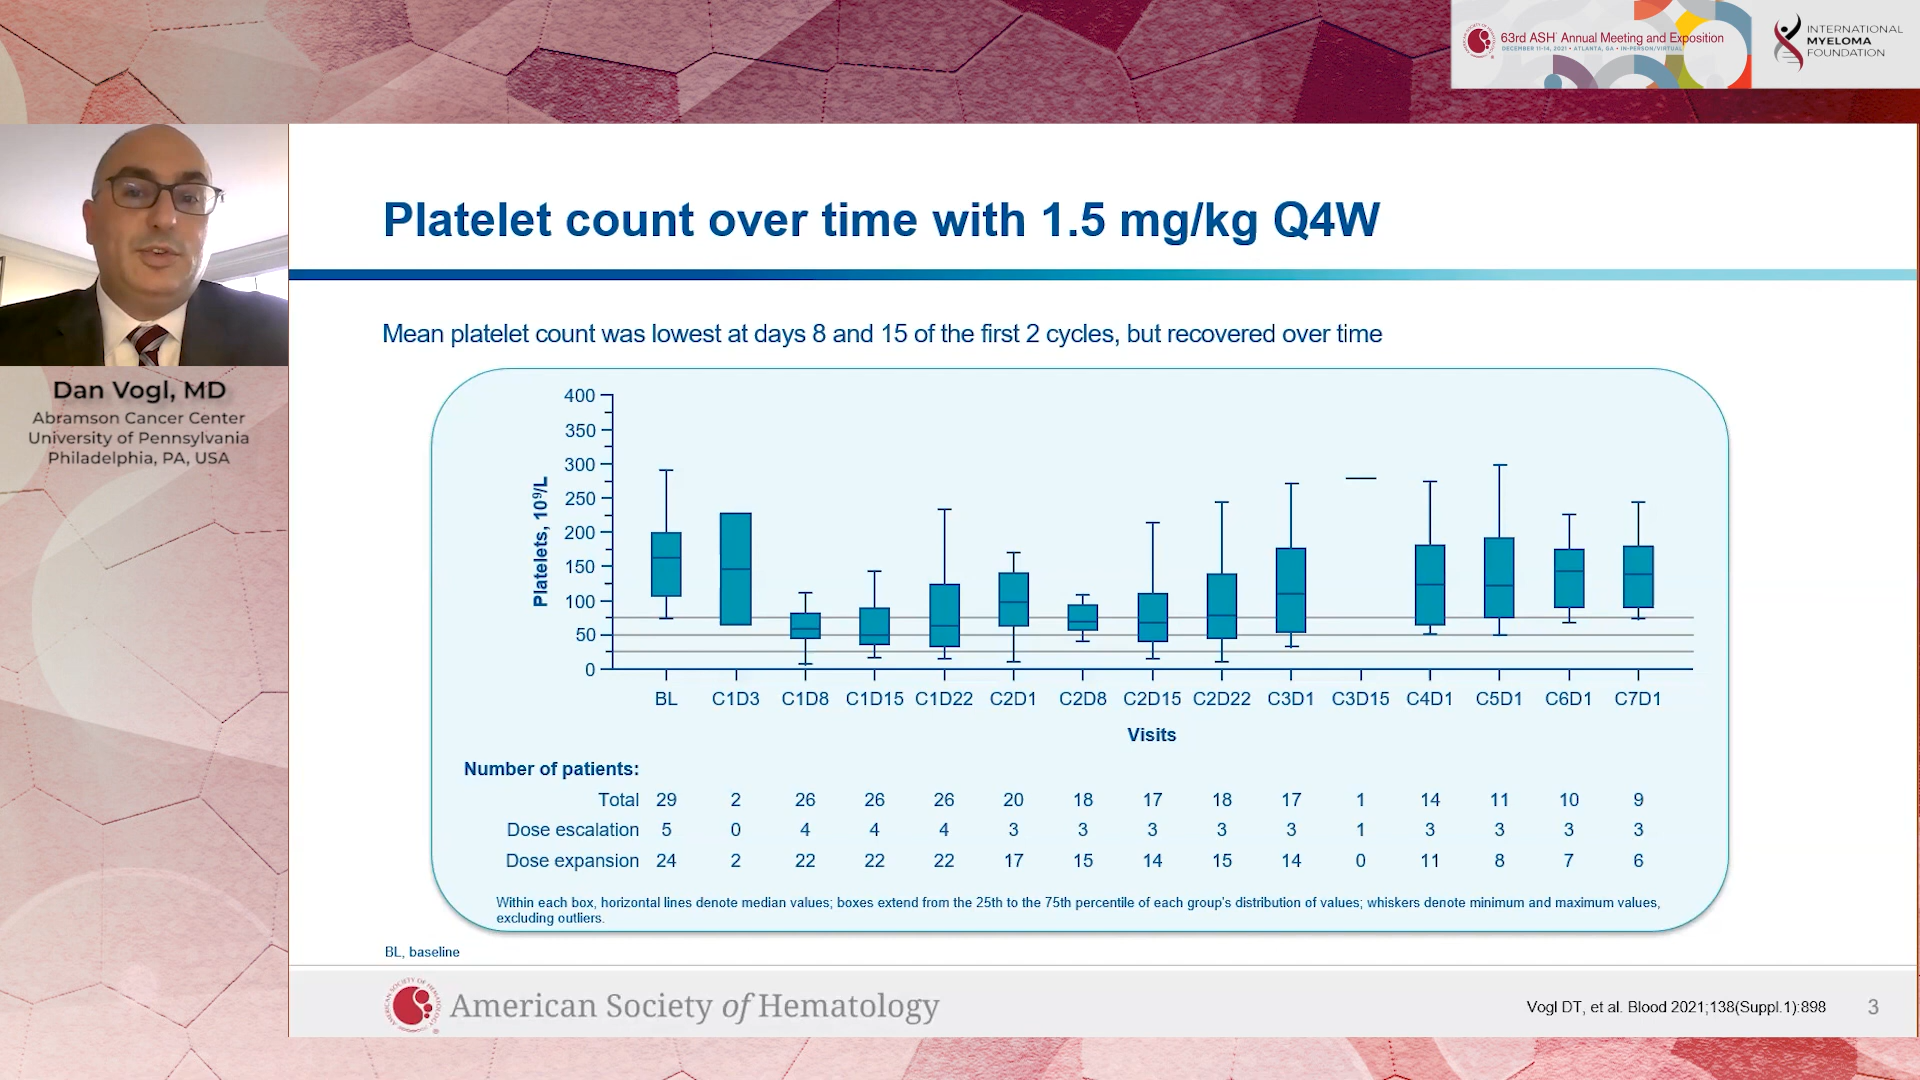 63rd ASH Annual Meeting and Exposition
DECEMBER 11-14, 2021 • ATLANTA, GA • IN-PERSON/VIRTUAL
INTERNATIONAL
MYELOMA
FOUNDATION
Dan Vogl, MD
Abramson Cancer Center
University of Pennsylvania
Philadelphia, PA, USA
Platelet count over time with 1.5 mg/kg Q4W
Mean platelet count was lowest at days 8 and 15 of the first 2 cycles, but recovered over time
Platelets, 10⁹/L
400
350
300
250
200
150
100
50
0
BL C1D3 C1D8 C1D15 C1D22 C2D1 C2D8 C2D15 C2D22 C3D1 C3D15 C4D1 C5D1 C6D1 C7D1
Visits
Number of patients:
Total 29 2 26 26 26 20 18 17 18 17 1 14 11 10 9
Dose escalation 5 0 4 4 4 3 3 3 3 3 1 3 3 3 3
Dose expansion 24 2 22 22 22 17 15 14 15 14 0 11 8 7 6
Within each box, horizontal lines denote median values; boxes extend from the 25th to the 75th percentile of each group's distribution of values; whiskers denote minimum and maximum values,
excluding outliers.
BL, baseline
American Society of Hematology
Vogl DT, et al. Blood 2021;138(Suppl.1):898
3